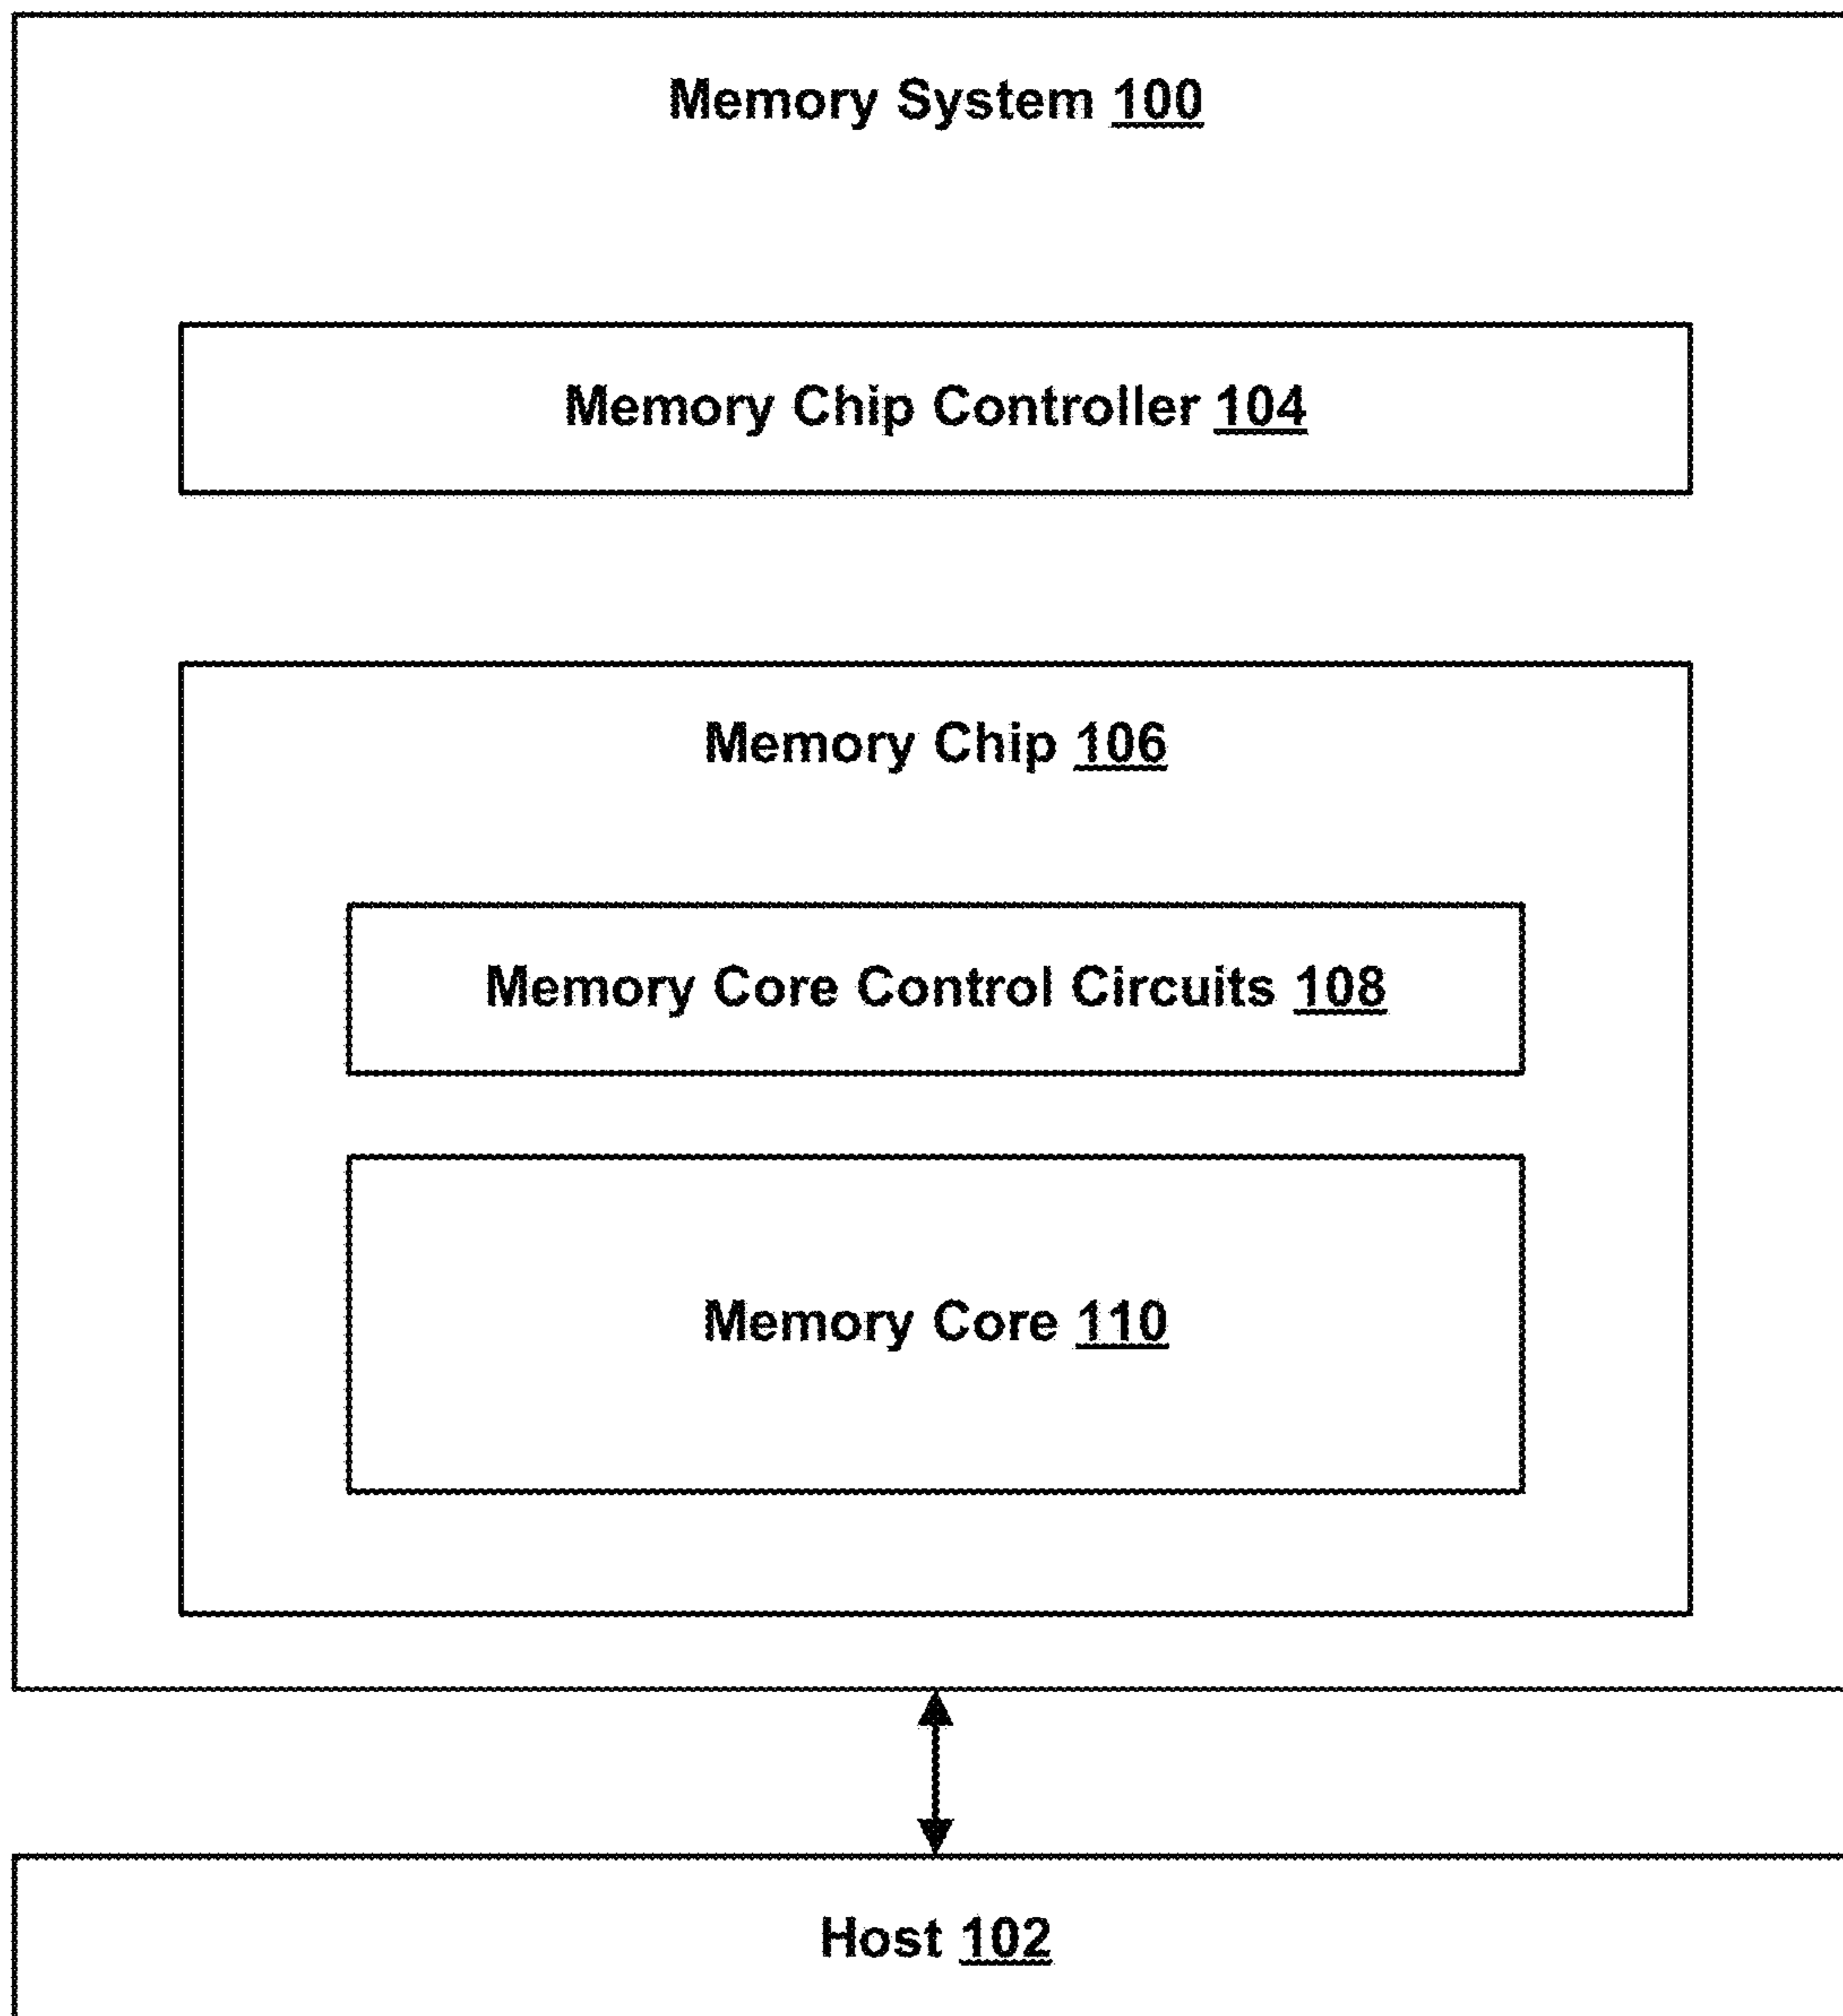 Memory System 100
Memory Chip Controller 104
Memory Chip 106
Memory Core Control Circuits 108
Memory Core 110
Host 102